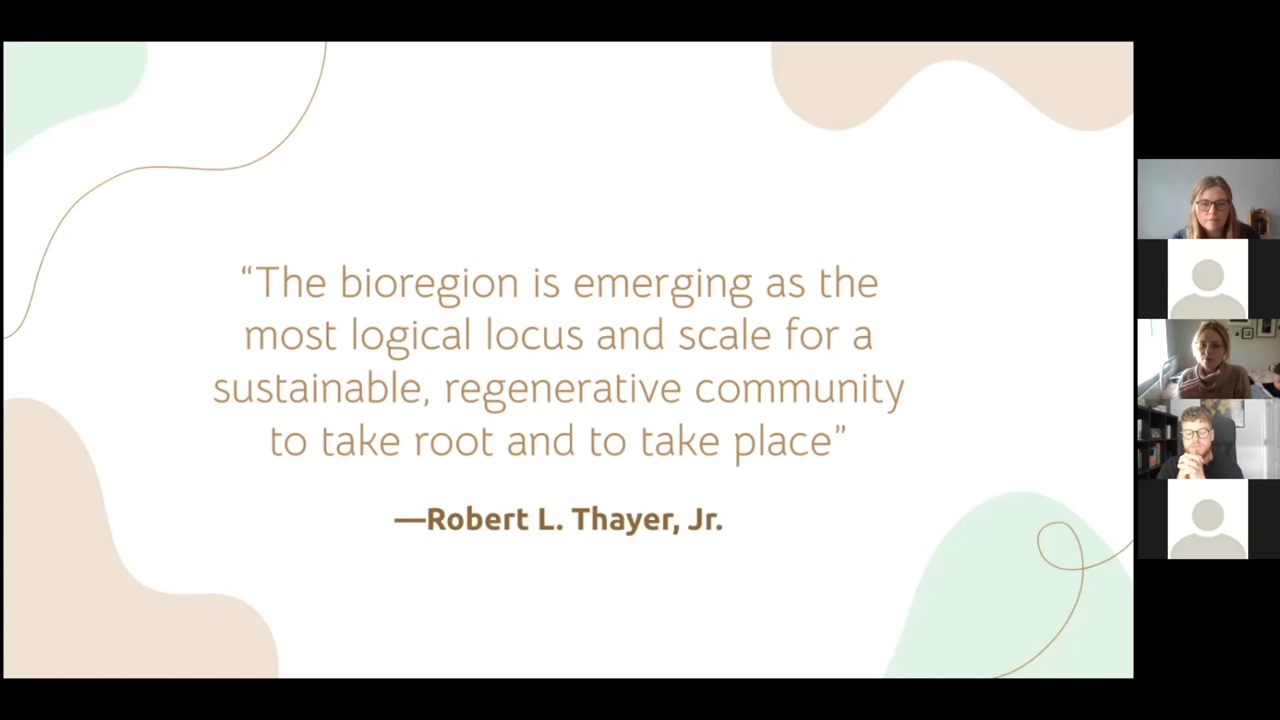 “The bioregion is emerging as the
most logical locus and scale for a
sustainable, regenerative community
to take root and to take place”
—Robert L. Thayer, Jr.